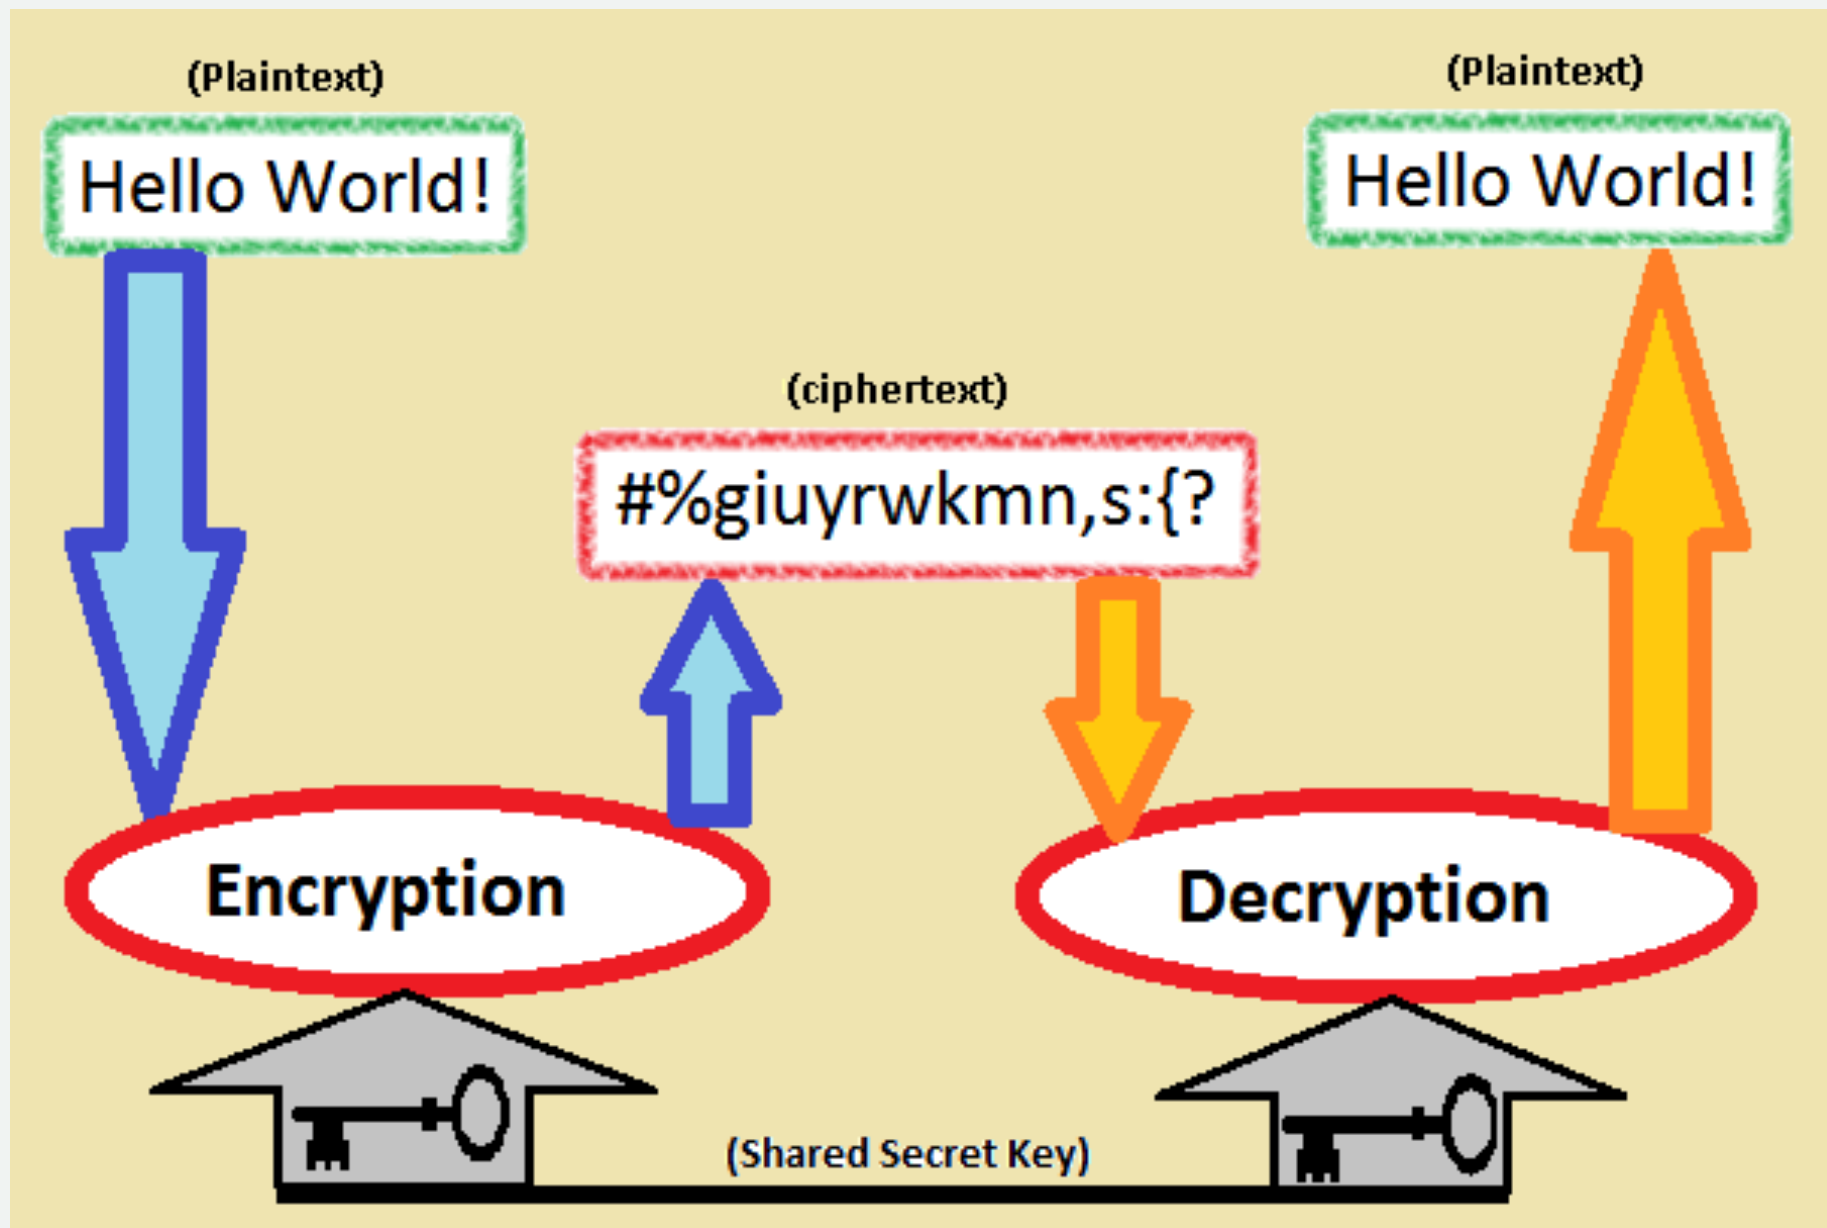 (Plaintext)
Hello World!
(Plaintext)
Hello World!
(ciphertext)
#%giuyrwkmn,s:{?
Encryption
Decryption
(Shared Secret Key)